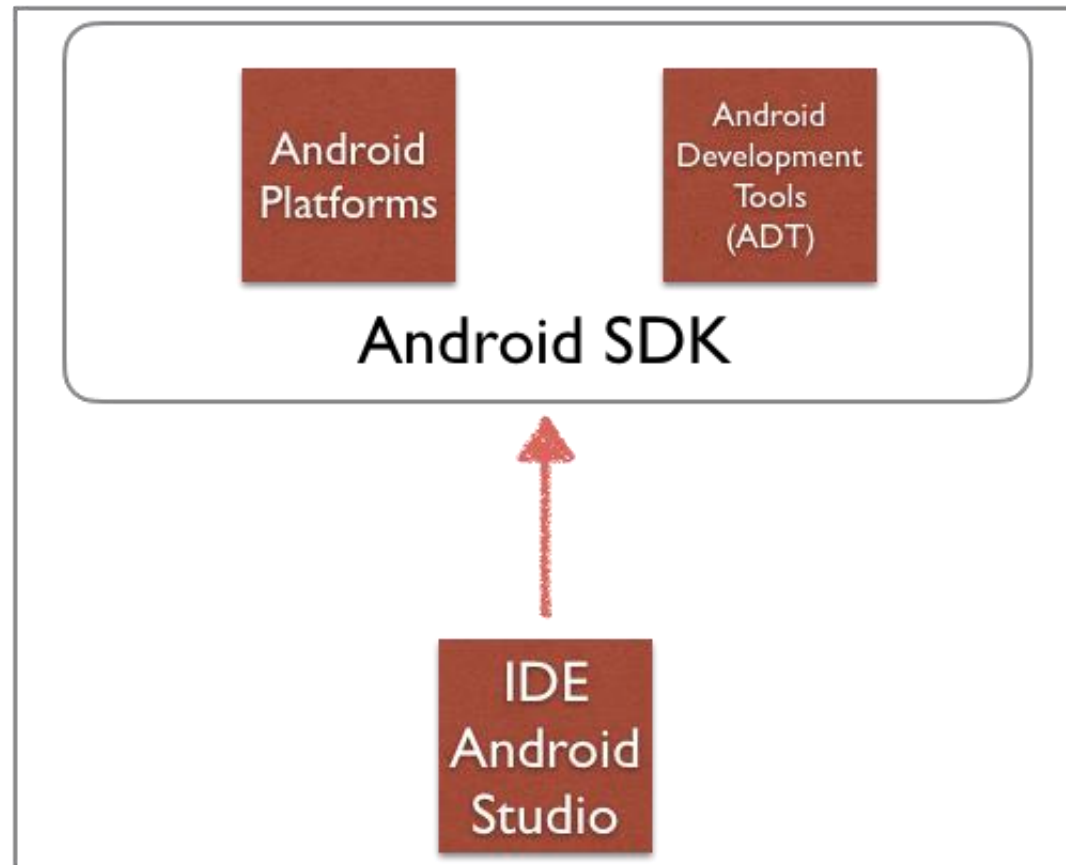 Android
Platforms
Android
Development
Tools
(ADT)
Android SDK
IDE
Android
Studio